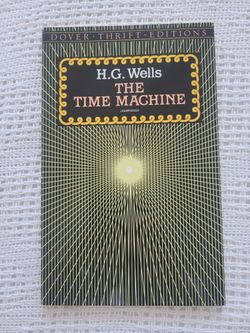 DOVER · THRIFT · EDITIONS
H.G. Wells
THE
TIME MACHINE